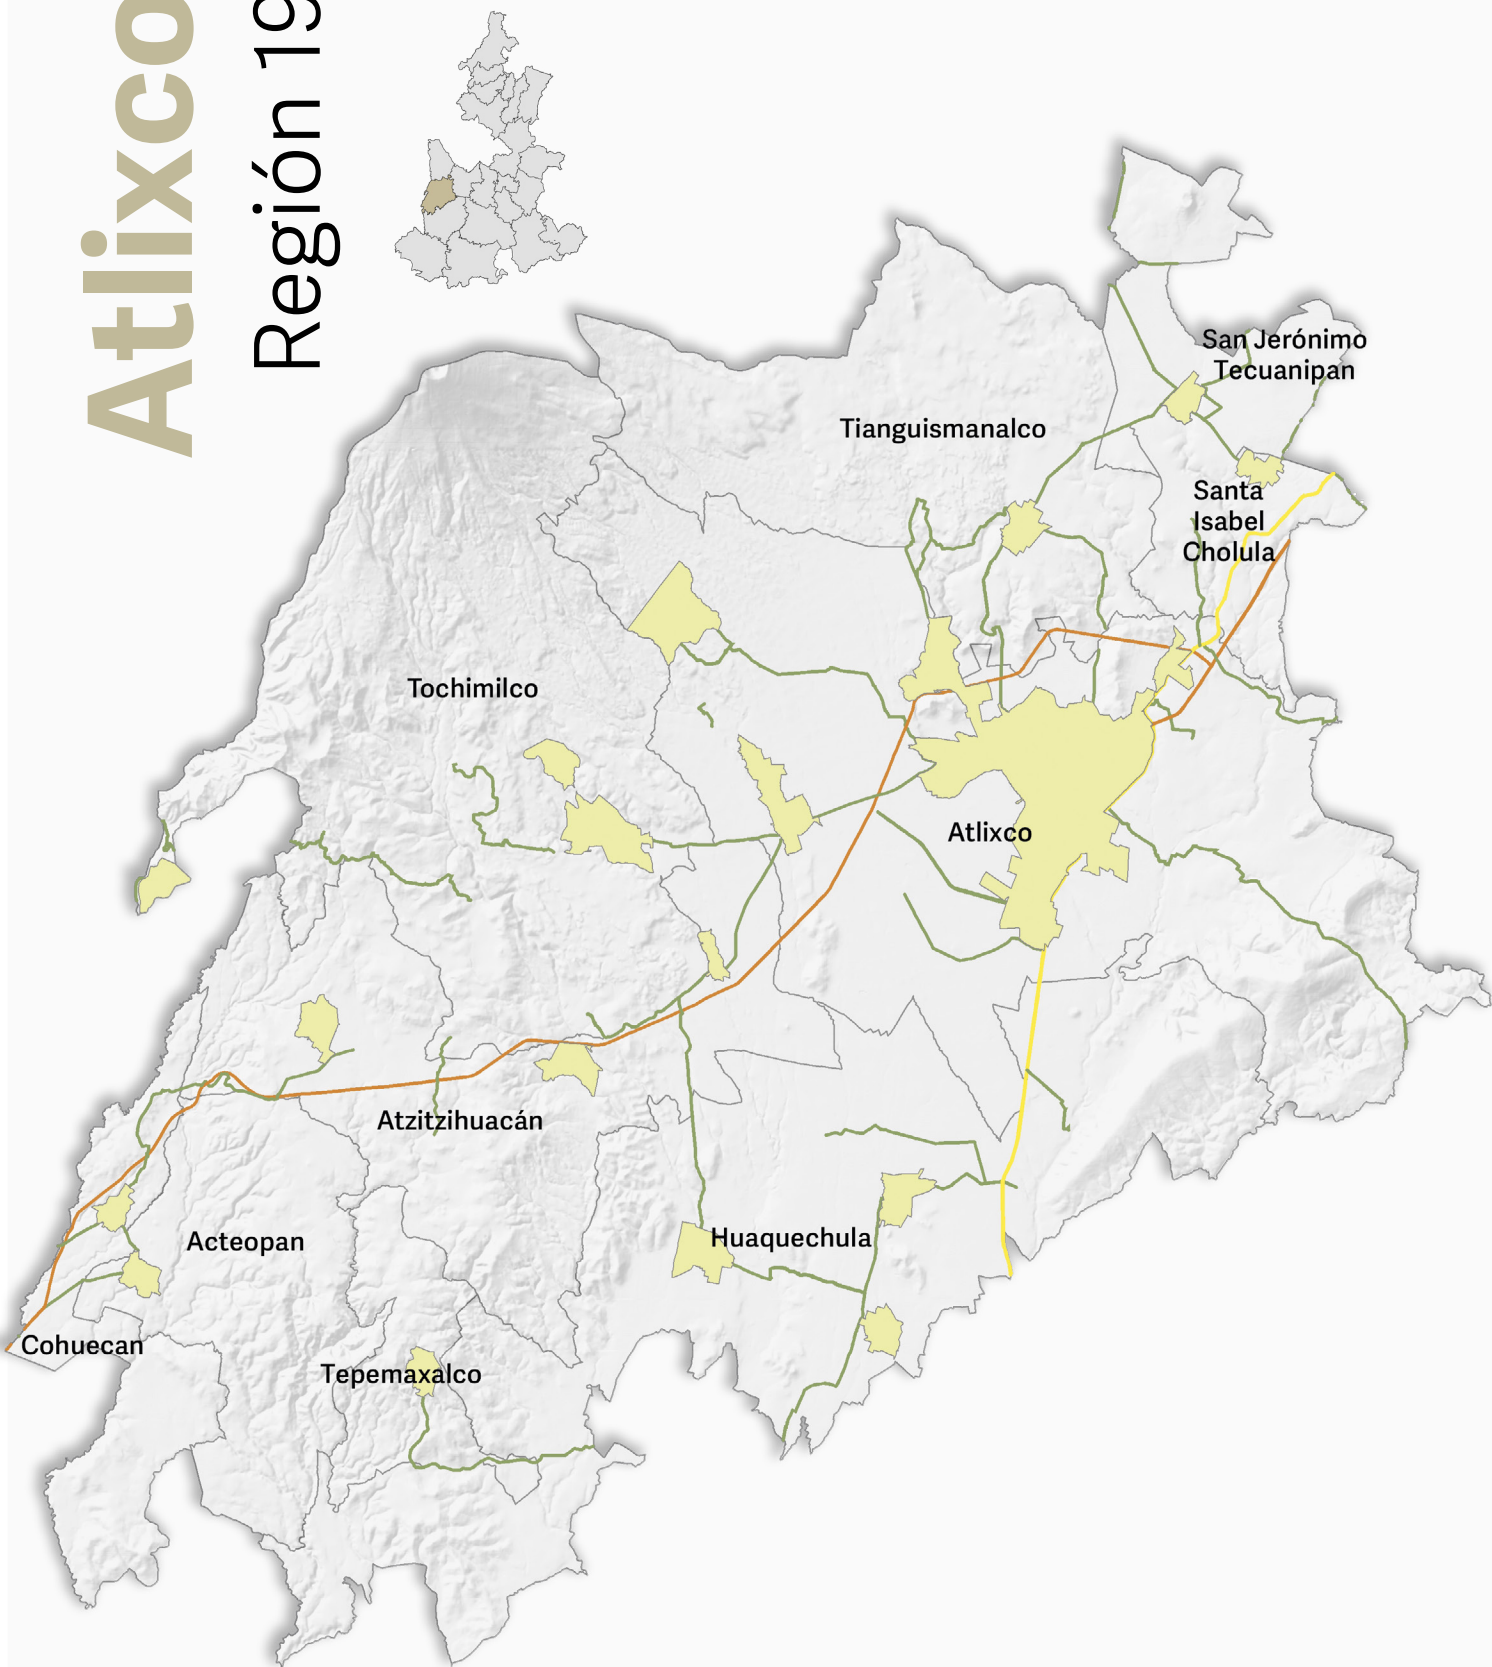 Atlixco
Región 19
San Jerónimo
Tecuanipan
Tianguismanalco
Santa
Isabel
Cholula
Tochimilco
Atlixco
Atzitzihuacán
Acteopan
Huaquechula
Cohuecan
Tepemaxalco